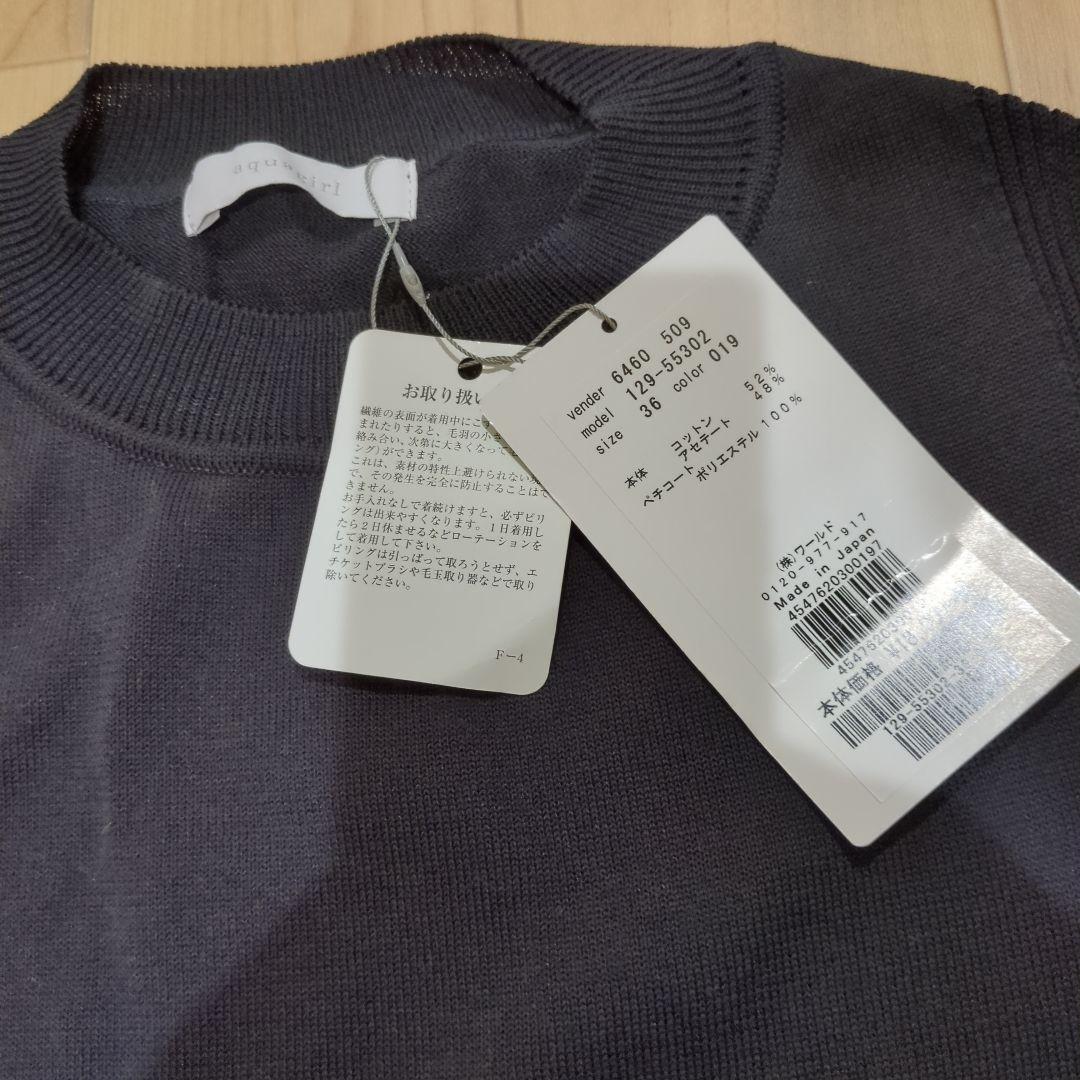 aquagirl
お取り扱い
繊維の表面が着用中にこ
まれたりすると、毛羽の小さ
絡み合い、次第に大きくなって
ング)ができます。
これは、素材の特性上避けられない
で、その発生を完全に防止することはで
きません。
お手入れなしで着続けますと、必ずピリ
ングは出来やすくなります。1日着用し
たら2日休ませるなどローテーションを
して着用して下さい。
ピリングは引っぱって取ろうとせず、エ
チケットブラシや毛玉取り器などで取り
除いてください。
F-4
vender 6460 509
model 129-55302
size 36 color 019
本体 コットン 52%
アセテート 48%
ペチコート ポリエステル 100%
(株)ワールド
0120-977-917
Made in Japan
4547620300197
本体価格
129-55302-3